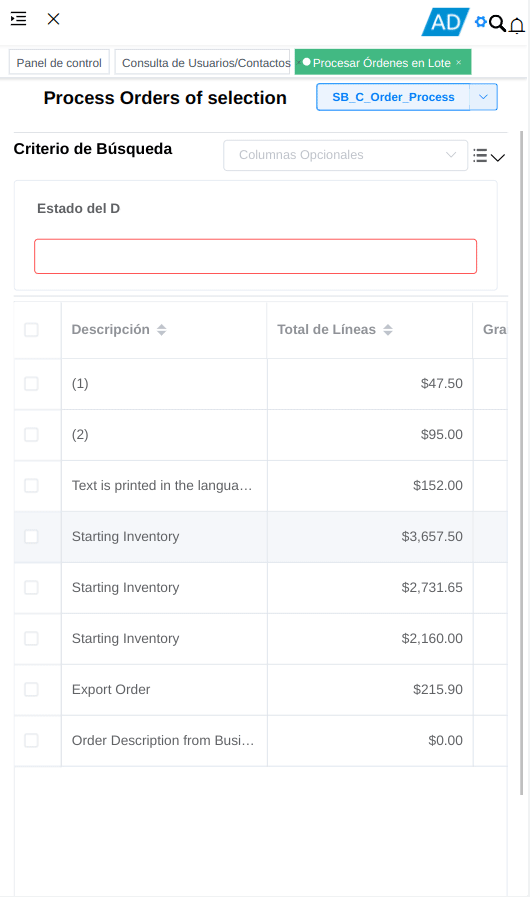 AD
Panel de control
Consulta de Usuarios/Contactos
Procesar Órdenes en Lote ×
Process Orders of selection
SB_C_Order_Process
Criterio de Búsqueda
Columnas Opcionales
Estado del D
Descripción
Total de Líneas
Gra
(1)
$47.50
(2)
$95.00
Text is printed in the langua…
$152.00
Starting Inventory
$3,657.50
Starting Inventory
$2,731.65
Starting Inventory
$2,160.00
Export Order
$215.90
Order Description from Busi…
$0.00